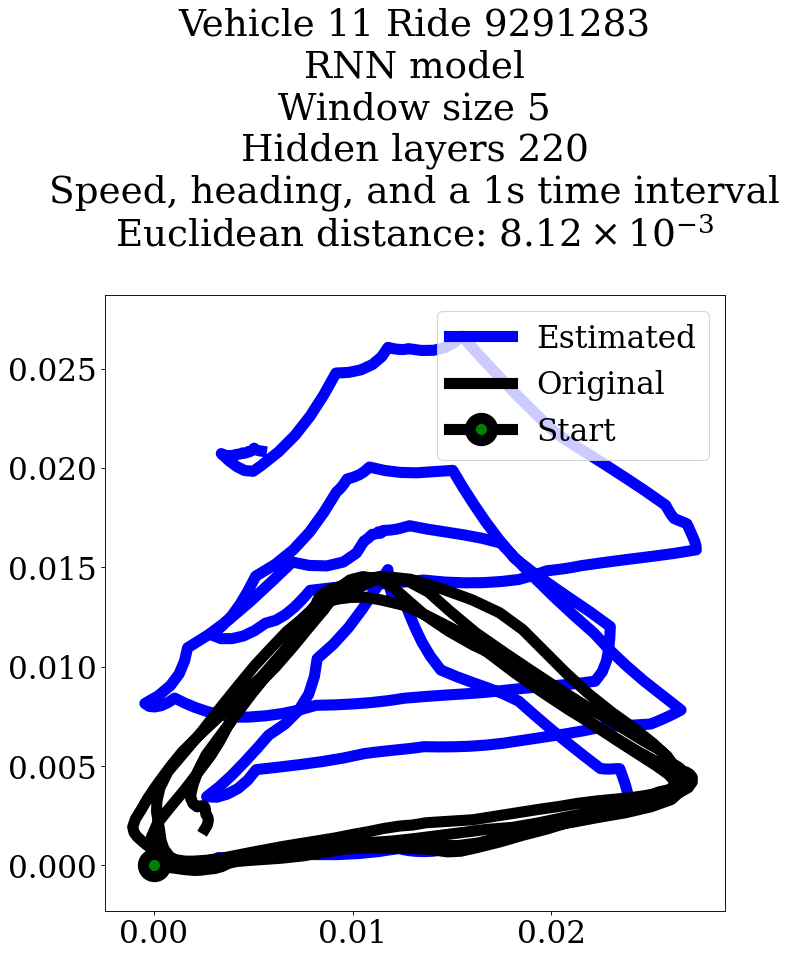 Vehicle 11 Ride 9291283
RNN model
Window size 5
Hidden layers 220
Speed, heading, and a 1s time interval
Euclidean distance: 8.12 × 10⁻³
Estimated
Original
Start
0.025
0.020
0.015
0.010
0.005
0.000
0.00 0.01 0.02